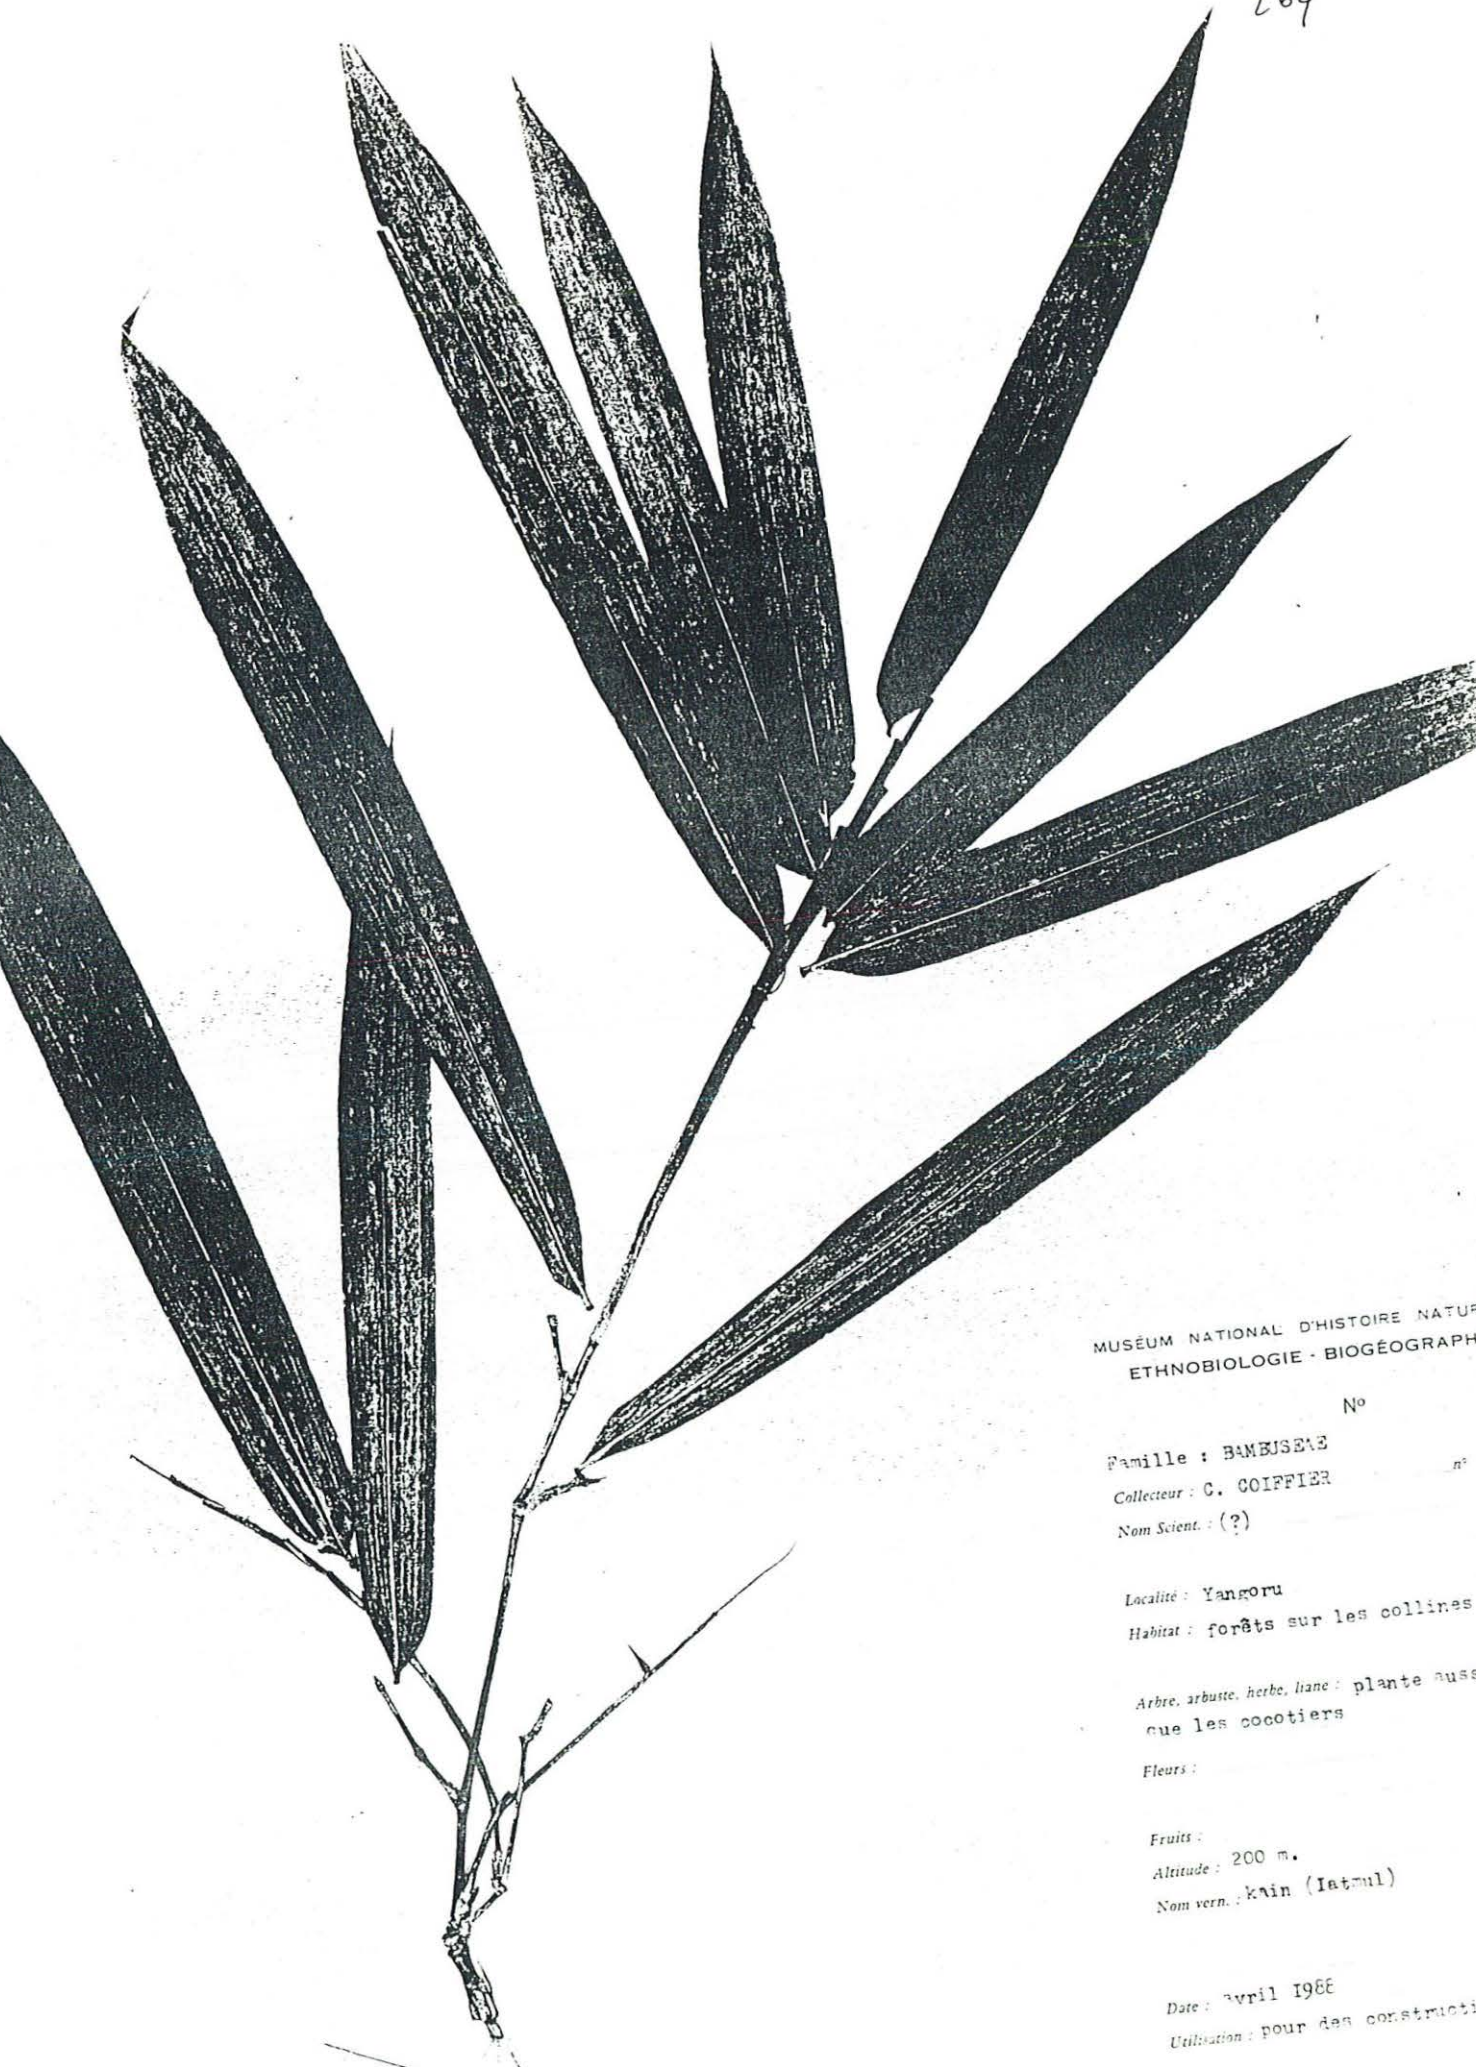 MUSÉUM NATIONAL D'HISTOIRE NATUR
ETHNOBIOLOGIE - BIOGÉOGRAPH
Nº
Famille : BAMBUSEAE
Collecteur : C. COIFFIER nº
Nom Scient. : (?)
Localité : Yangoru
Habitat : forêts sur les collines
Arbre, arbuste, herbe, liane : plante auss
que les cocotiers
Fleurs :
Fruits :
Altitude : 200 m.
Nom vern. : kain (Iatmul)
Date : avril
Utilisation : pour des constructi